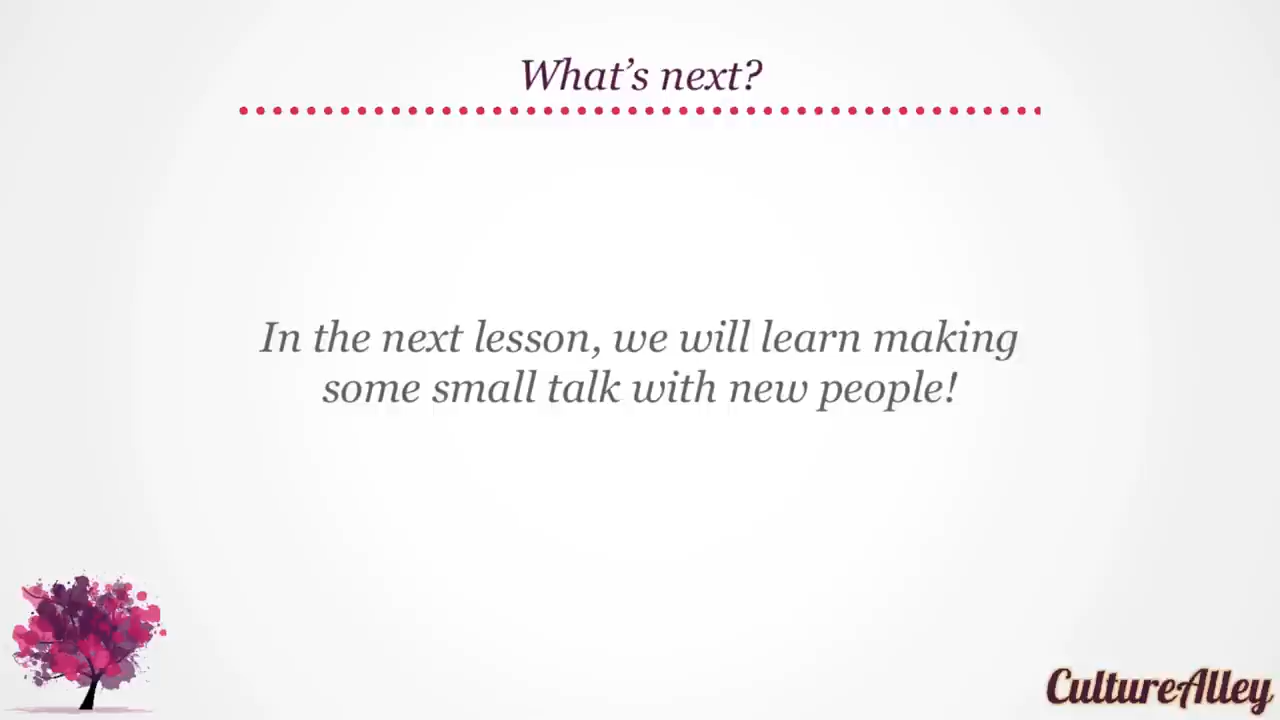 What’s next?
In the next lesson, we will learn making
some small talk with new people!
CultureAlley